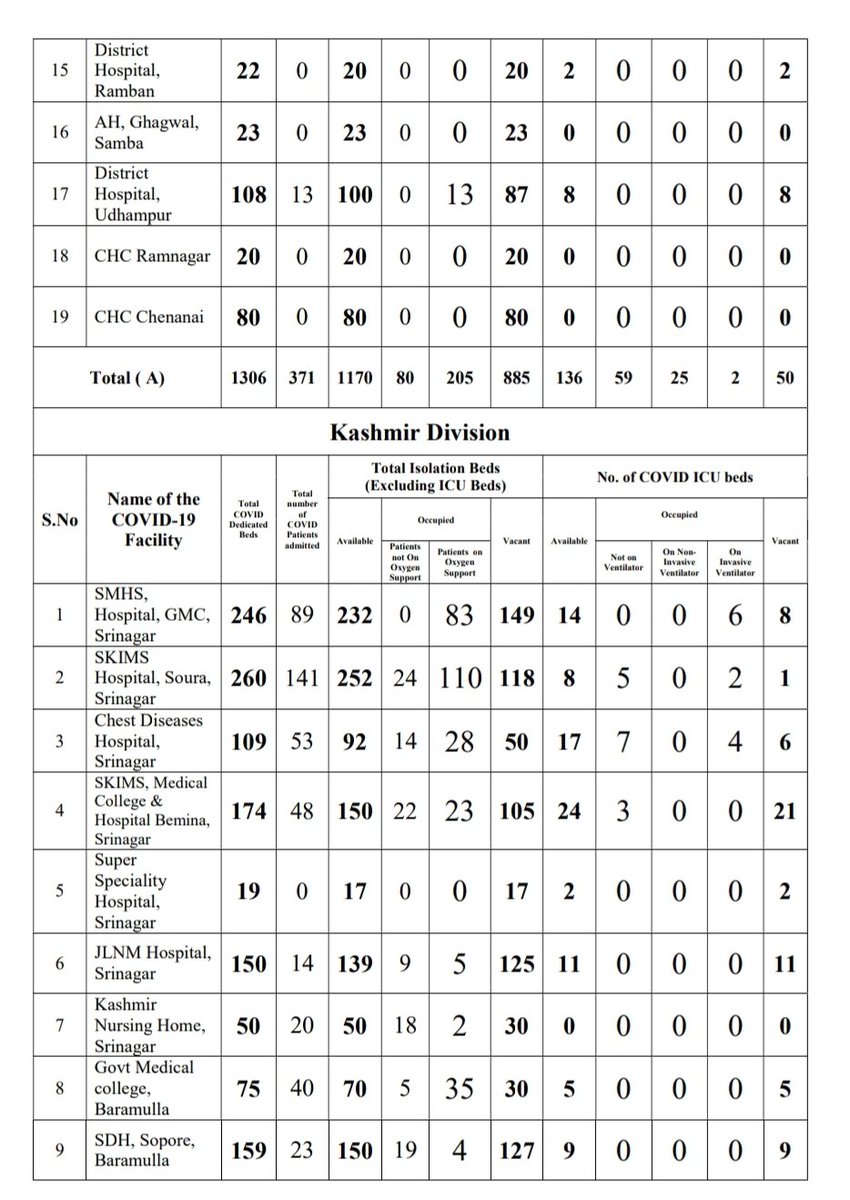 15 District Hospital, Ramban 22 0 20 0 0 20 2 0 0 0 2
16 AH, Ghagwal, Samba 23 0 23 0 0 23 0 0 0 0 0
17 District Hospital, Udhampur 108 13 100 0 13 87 8 0 0 0 8
18 CHC Ramnagar 20 0 20 0 0 20 0 0 0 0 0
19 CHC Chenanai 80 0 80 0 0 80 0 0 0 0 0
Total ( A) 1306 371 1170 80 205 885 136 59 25 2 50
Kashmir Division
S.No Name of the COVID-19 Facility Total COVID Dedicated Beds Total number of COVID Patients admitted
Total Isolation Beds (Excluding ICU Beds)
Available Occupied Patients not On Oxygen Support Patients on Oxygen Support Vacant
No. of COVID ICU beds
Available Occupied Not on Ventilator On Non-Invasive Ventilator On Invasive Ventilator Vacant
1 SMHS, Hospital, GMC, Srinagar 246 89 232 0 83 149 14 0 0 6 8
2 SKIMS Hospital, Soura, Srinagar 260 141 252 24 110 118 8 5 0 2 1
3 Chest Diseases Hospital, Srinagar 109 53 92 14 28 50 17 7 0 4 6
4 SKIMS, Medical College & Hospital Bemina, Srinagar 174 48 150 22 23 105 24 3 0 0 21
5 Super Speciality Hospital, Srinagar 19 0 17 0 0 17 2 0 0 0 2
6 JLNM Hospital, Srinagar 150 14 139 9 5 125 11 0 0 0 11
7 Kashmir Nursing Home, Srinagar 50 20 50 18 2 30 0 0 0 0 0
8 Govt Medical college, Baramulla 75 40 70 5 35 30 5 0 0 0 5
9 SDH, Sopore, Baramulla 159 23 150 19 4 127 9 0 0 0 9